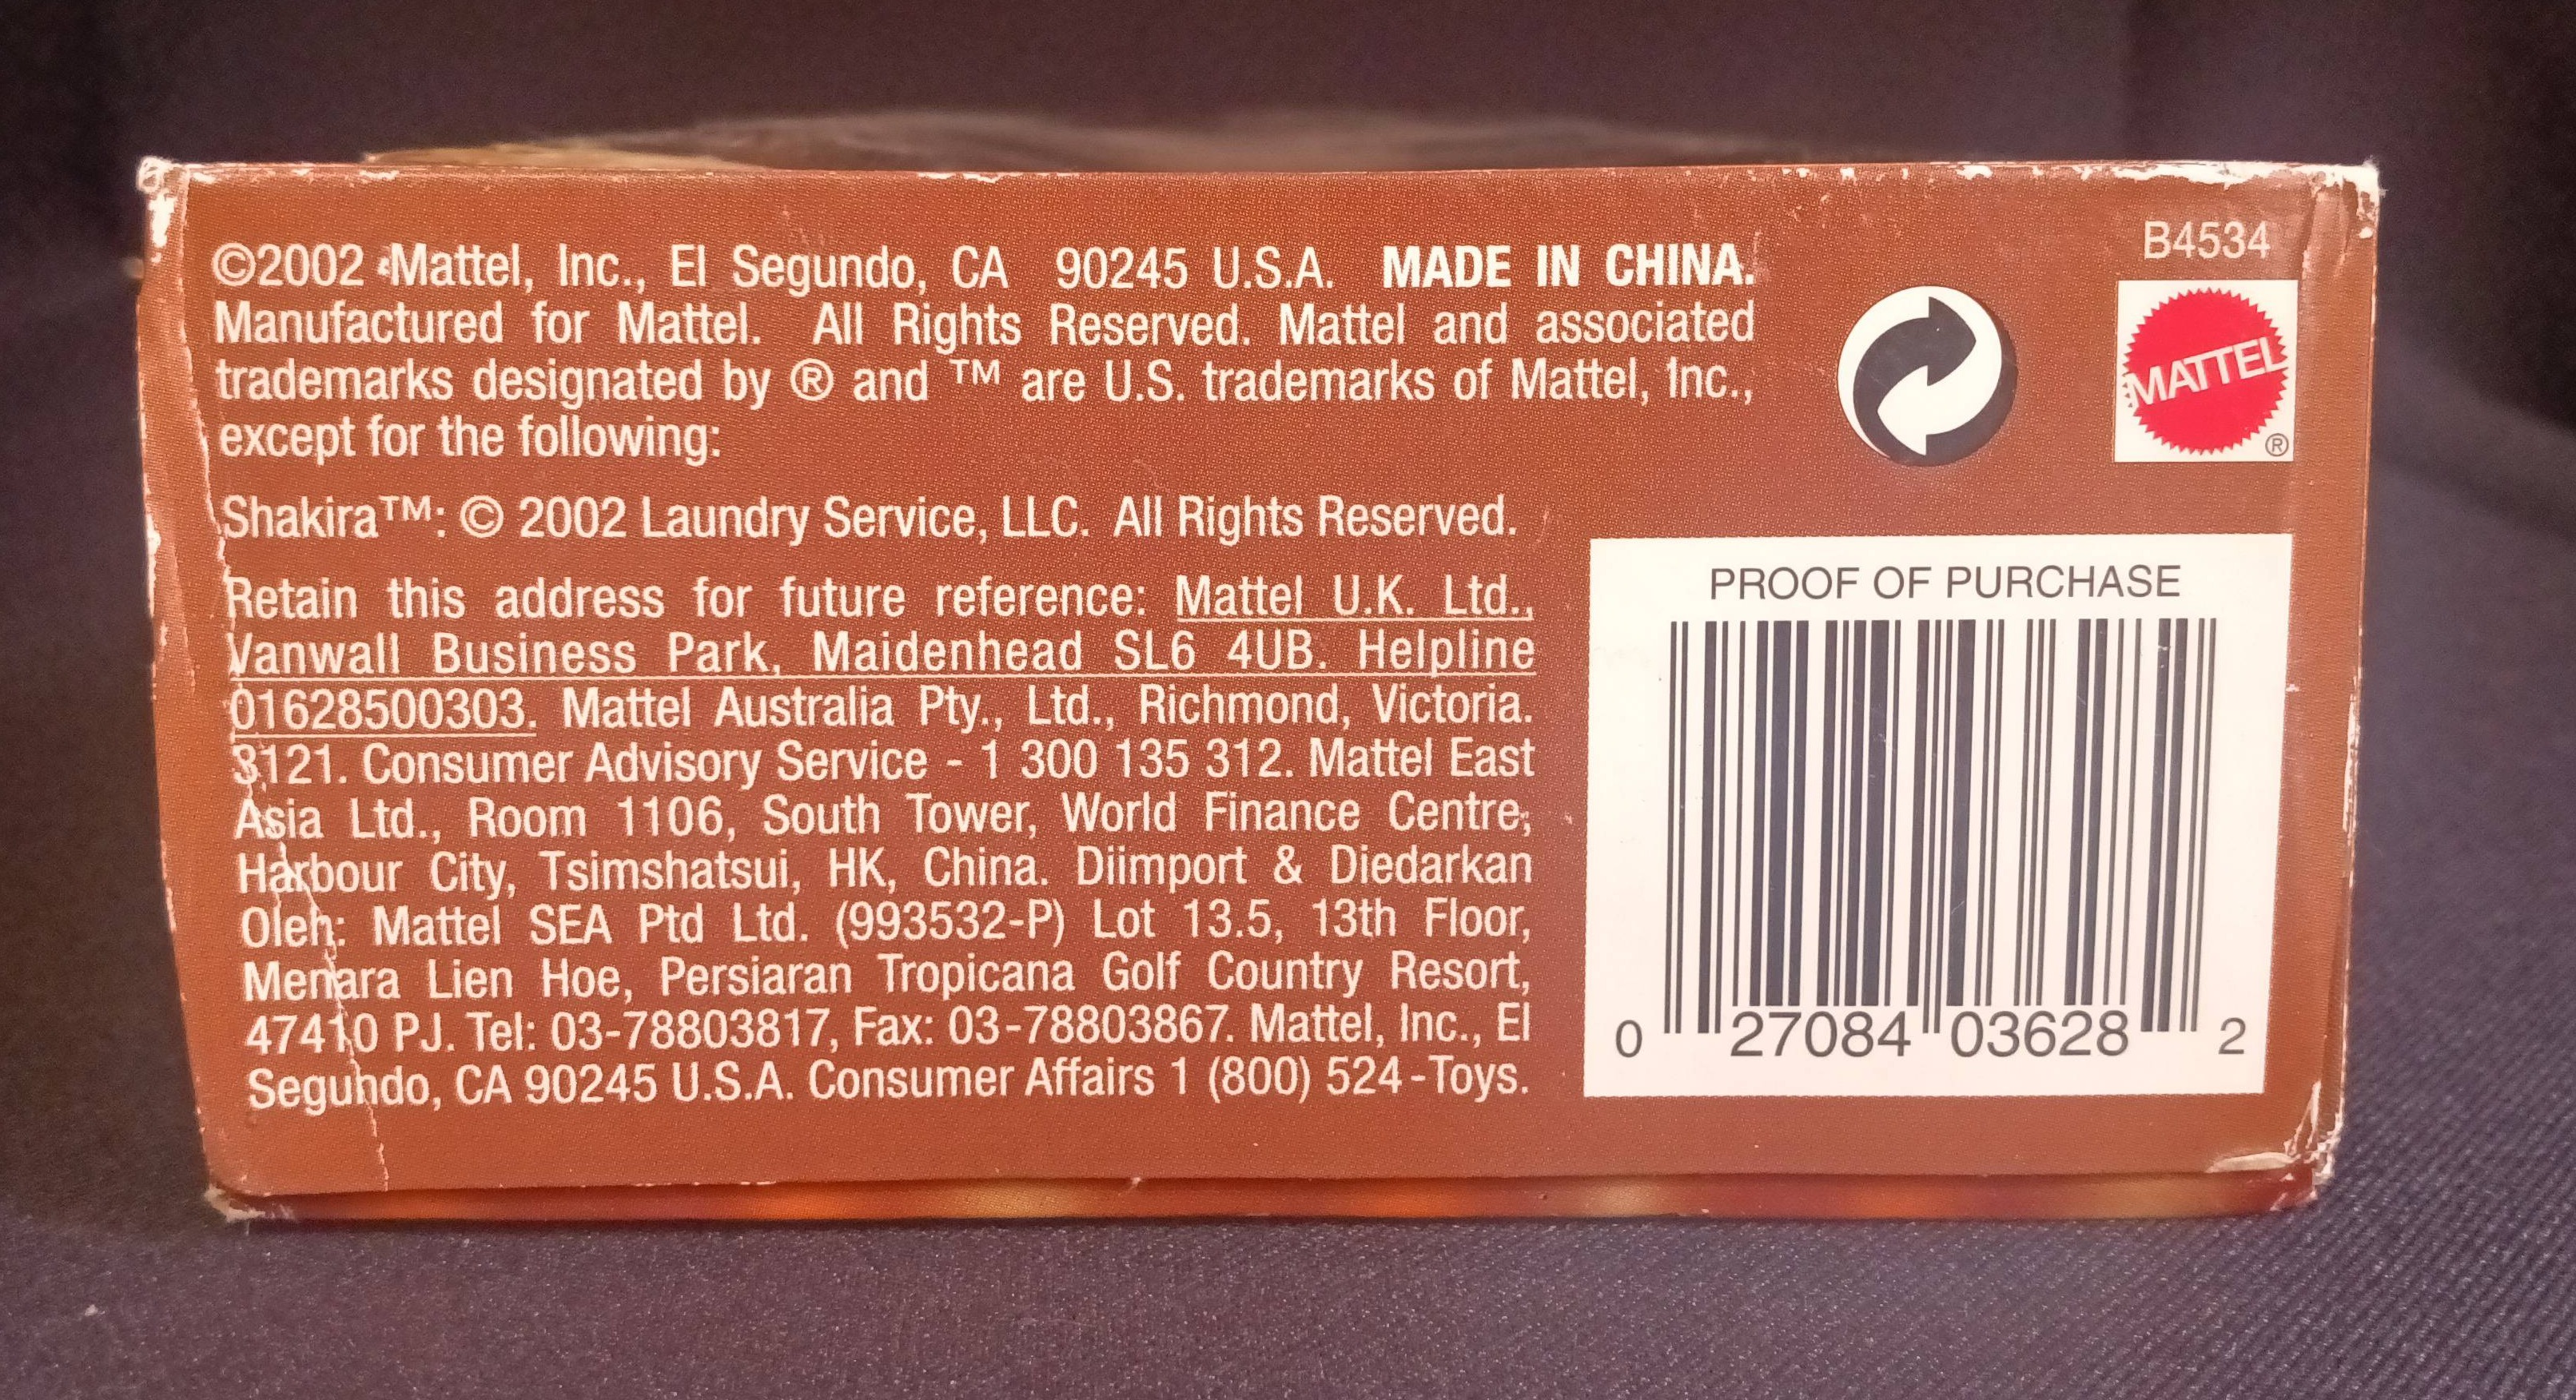 ©2002 Mattel, Inc., El Segundo, CA 90245 U.S.A. MADE IN CHINA.
Manufactured for Mattel. All Rights Reserved. Mattel and associated
trademarks designated by ® and ™ are U.S. trademarks of Mattel, Inc.,
except for the following:
Shakira™: © 2002 Laundry Service, LLC. All Rights Reserved.
Retain this address for future reference: Mattel U.K. Ltd.,
Vanwall Business Park, Maidenhead SL6 4UB. Helpline
01628500303. Mattel Australia Pty., Ltd., Richmond, Victoria.
3121. Consumer Advisory Service - 1 300 135 312. Mattel East
Asia Ltd., Room 1106, South Tower, World Finance Centre,
Harbour City, Tsimshatsui, HK, China. Diimport & Diedarkan
Oleh: Mattel SEA Ptd Ltd. (993532-P) Lot 13.5, 13th Floor,
Menara Lien Hoe, Persiaran Tropicana Golf Country Resort,
47410 PJ. Tel: 03-78803817, Fax: 03-78803867. Mattel, Inc., El
Segundo, CA 90245 U.S.A. Consumer Affairs 1 (800) 524-Toys.
B4534
MATTEL ®
PROOF OF PURCHASE
0 27084 03628 2